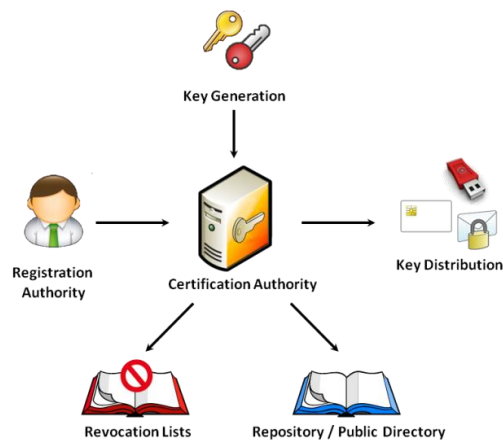 Key Generation
Registration
Authority
Certification Authority
Key Distribution
Revocation Lists
Repository / Public Directory